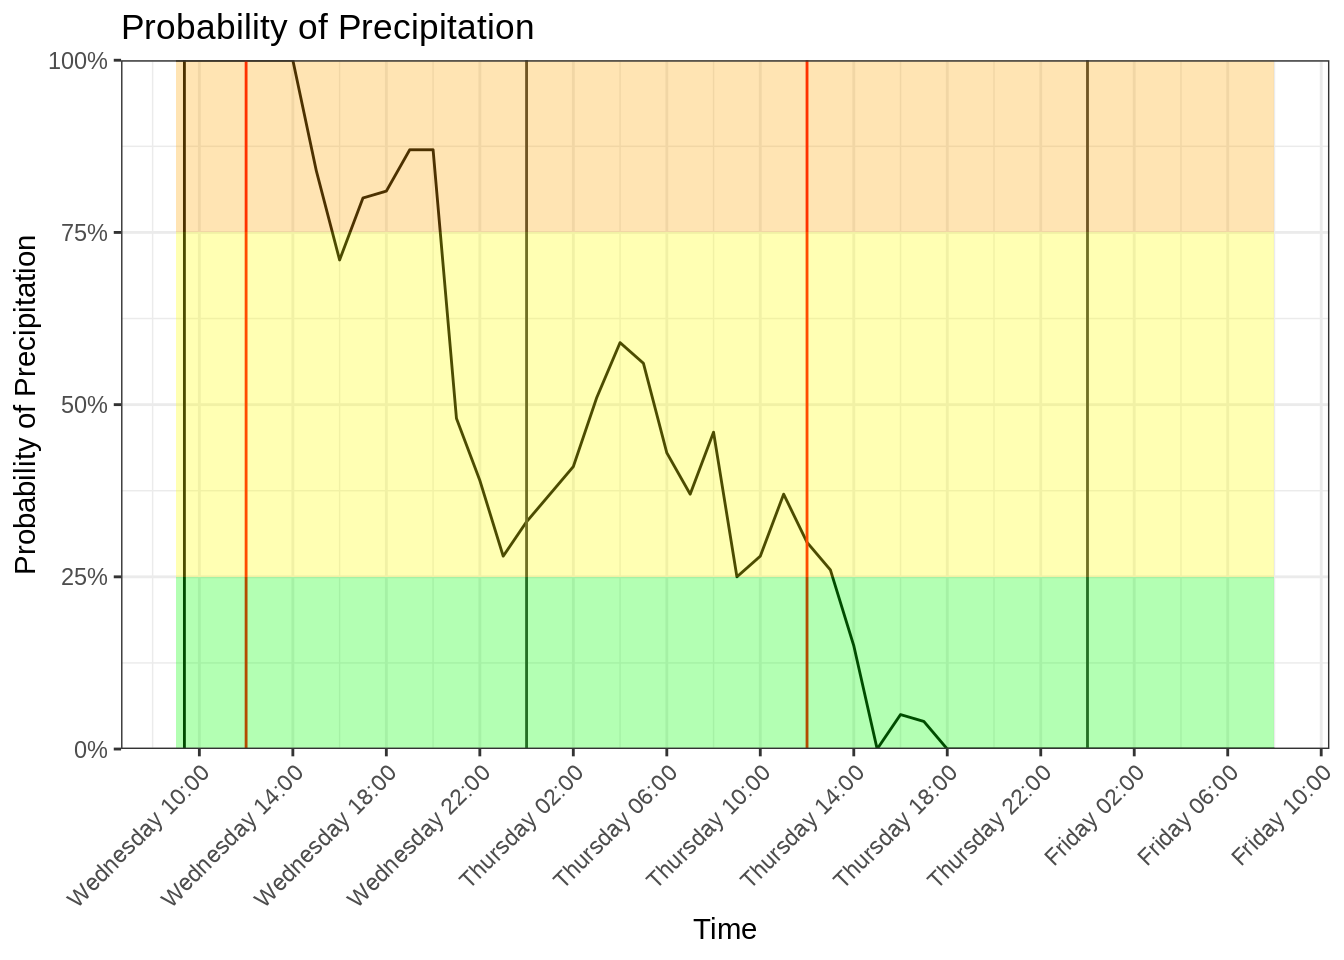 Probability of Precipitation
Probability of Precipitation
100%
75%
50%
25%
0%
Wednesday 10:00
Wednesday 14:00
Wednesday 18:00
Wednesday 22:00
Thursday 02:00
Thursday 06:00
Thursday 10:00
Thursday 14:00
Thursday 18:00
Thursday 22:00
Friday 02:00
Friday 06:00
Friday 10:00
Time